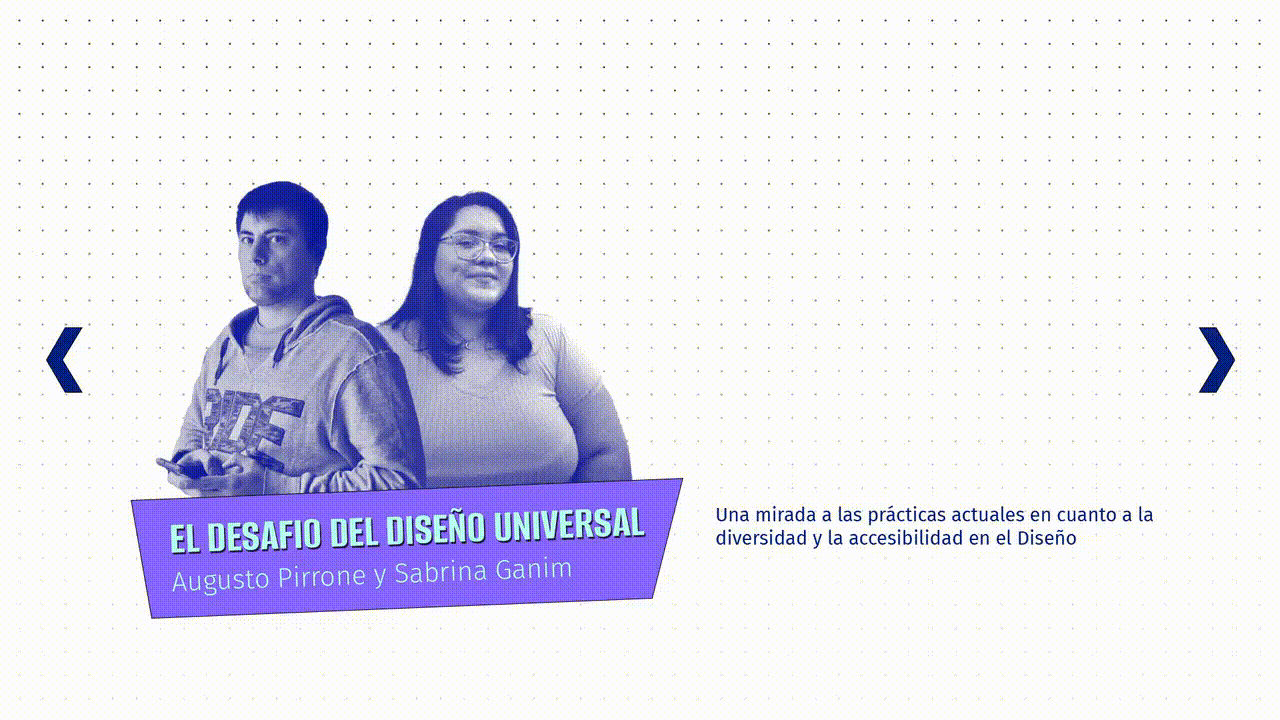 RIDE
EL DESAFIO DEL DISEÑO UNIVERSAL
Augusto Pirrone y Sabrina Ganim
Una mirada a las prácticas actuales en cuanto a la
diversidad y la accesibilidad en el Diseño